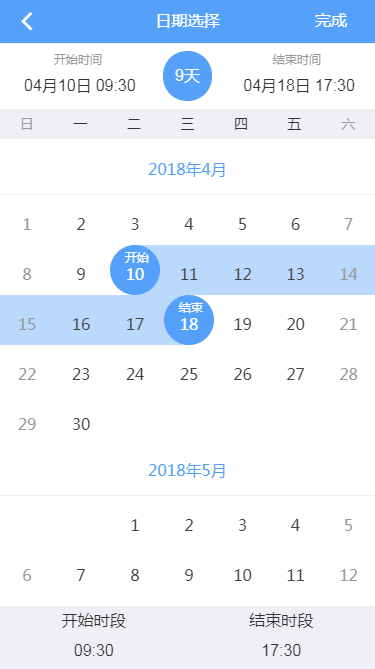 日期选择 完成
开始时间 结束时间
04月10日 09:30 9天 04月18日 17:30
日 一 二 三 四 五 六
2018年4月
1 2 3 4 5 6 7
8 9 开始 10 11 12 13 14
15 16 17 结束 18 19 20 21
22 23 24 25 26 27 28
29 30
2018年5月
1 2 3 4 5
6 7 8 9 10 11 12
开始时段 结束时段
09:30 17:30